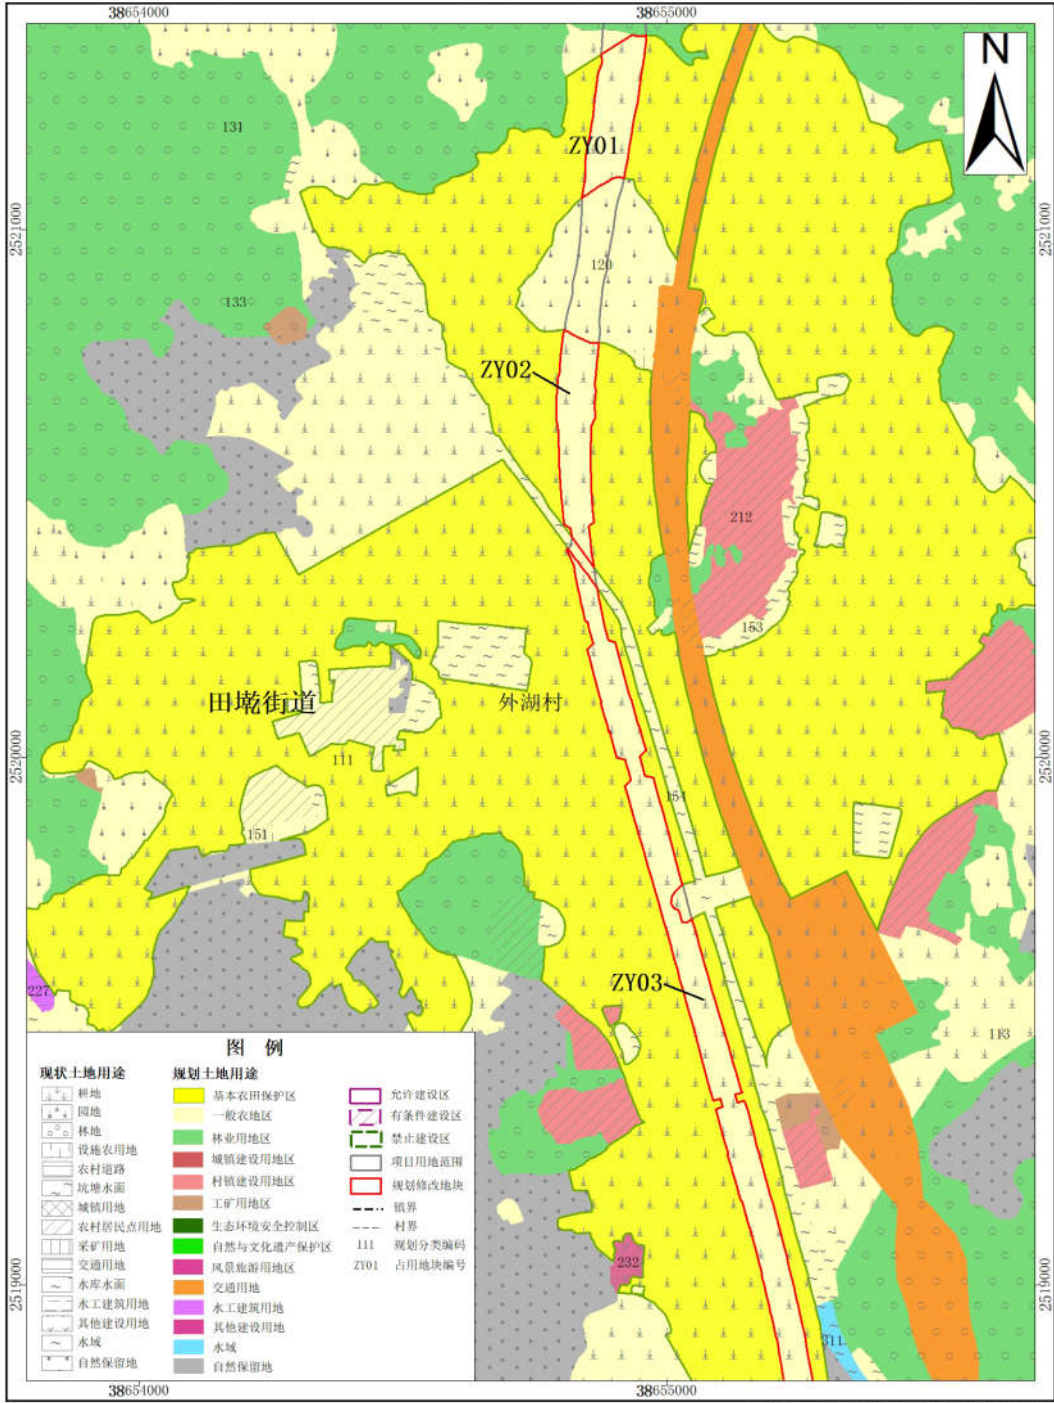 38654000 38655000
N
131
ZY01
2521000 2521000
120
133
ZY02
212
153
田墘街道 外湖村
111
2520000 2520000
154
151
ZY03
227
113
图 例
现状土地用途
耕地
园地
林地
设施农用地
农村道路
坑塘水面
城镇用地
农村居民点用地
采矿用地
交通用地
水库水面
水工建筑用地
其他建设用地
水域
自然保留地
规划土地用途
基本农田保护区
一般农地区
林业用地区
城镇建设用地区
村镇建设用地区
工矿用地区
生态环境安全控制区
自然与文化遗产保护区
风景旅游用地区
交通用地
水工建筑用地
其他建设用地
水域
自然保留地
允许建设区
有条件建设区
禁止建设区
项目用地范围
规划修改地块
镇界
村界
111 规划分类编码
ZY01 占用地块编号
232
2519000 2519000
311
38654000 38655000